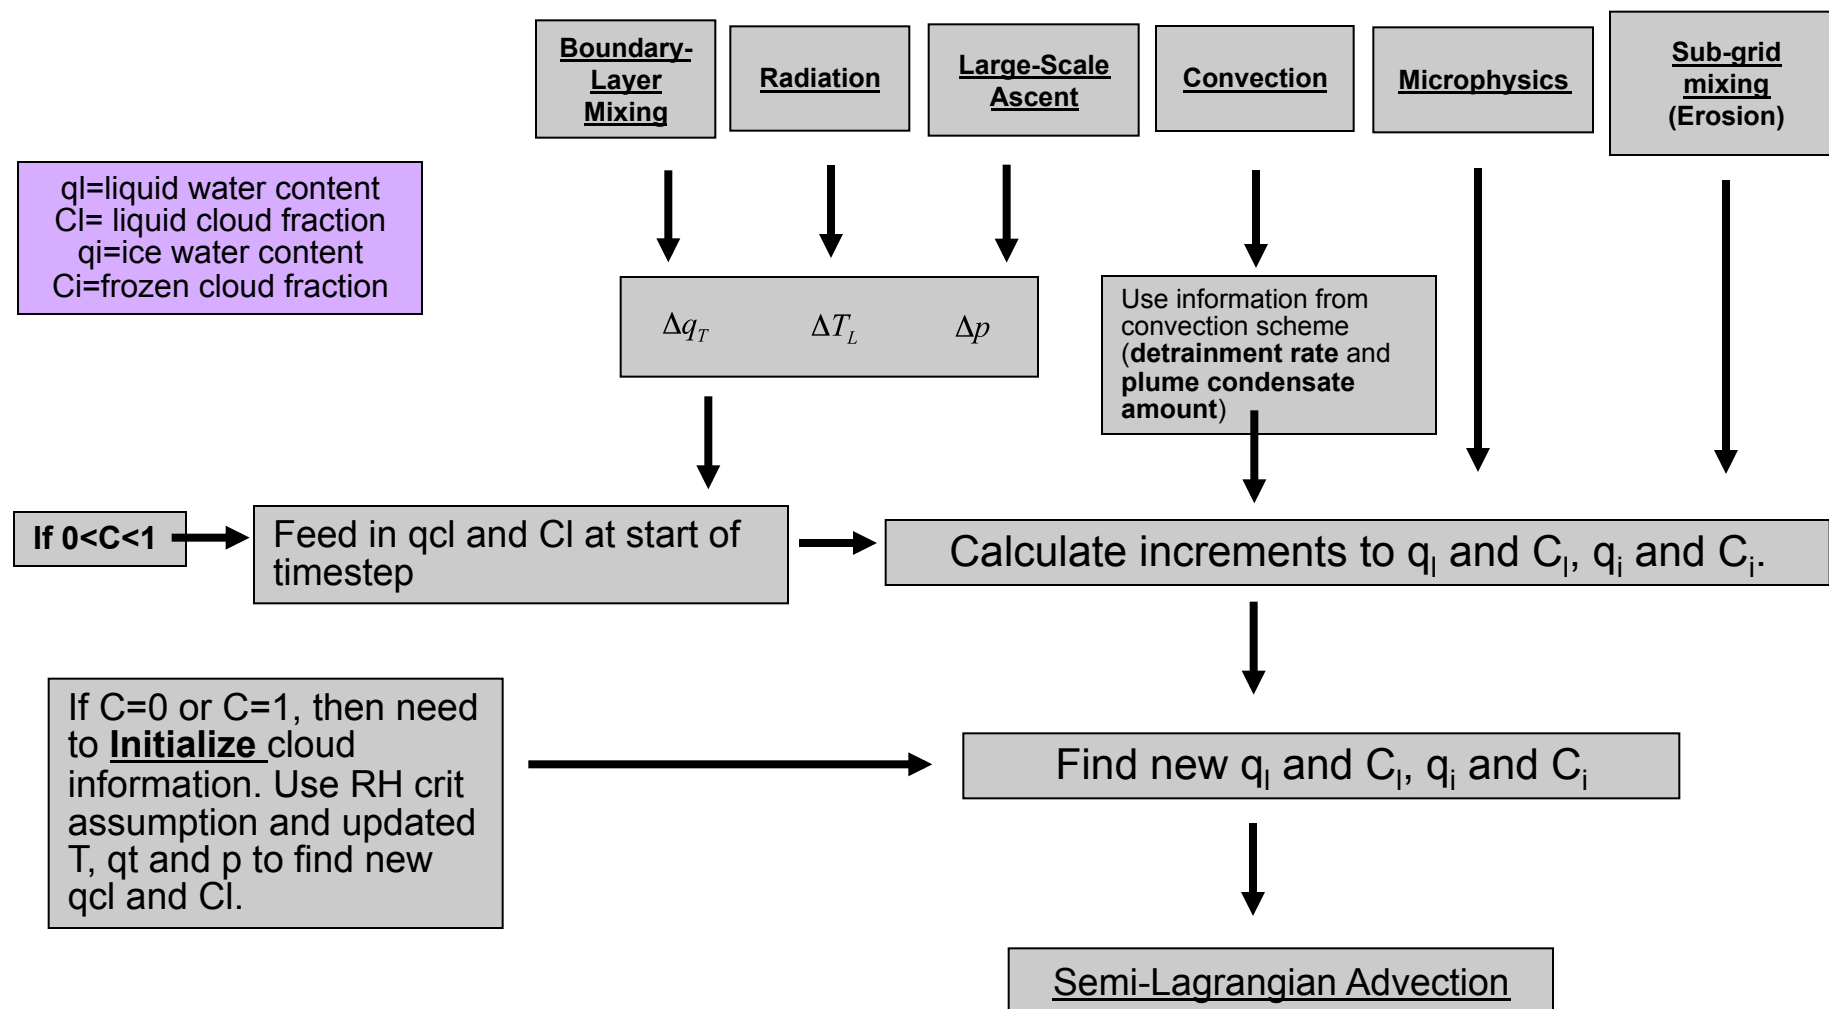 Boundary-
Layer
Mixing
Radiation
Large-Scale
Ascent
Convection
Microphysics
Sub-grid
mixing
(Erosion)
ql=liquid water content
Cl= liquid cloud fraction
qi=ice water content
Ci=frozen cloud fraction
Δq_T ΔT_L Δp
Use information from
convection scheme
(detrainment rate and
plume condensate
amount)
If 0<C<1
Feed in qcl and Cl at start of
timestep
Calculate increments to q_l and C_l, q_i and C_i.
If C=0 or C=1, then need
to Initialize cloud
information. Use RH crit
assumption and updated
T, qt and p to find new
qcl and Cl.
Find new q_l and C_l, q_i and C_i
Semi-Lagrangian Advection